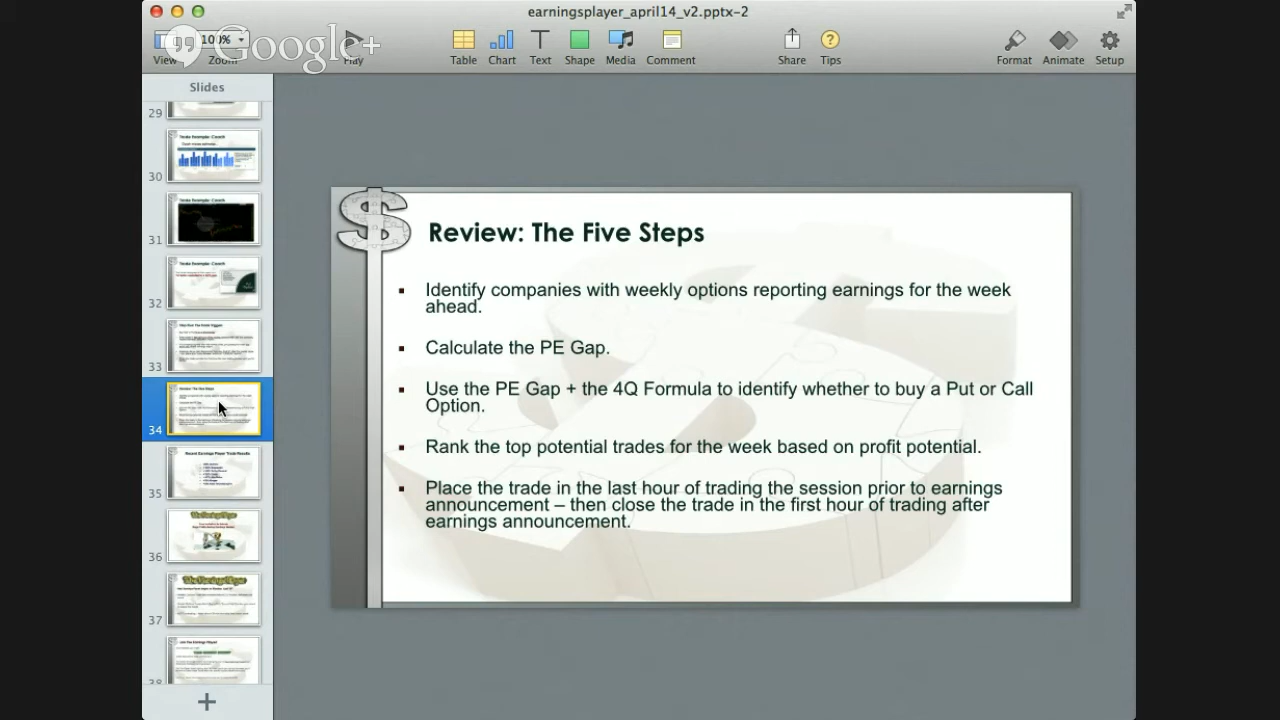 earningsplayer_april14_v2.pptx-2
Google+
100%
View
Zoom
Play
Table
Chart
Text
Shape
Media
Comment
Share
Tips
Format
Animate
Setup
Slides
29
30
31
32
33
34
35
36
37
38
Review: The Five Steps
Identify companies with weekly options reporting earnings for the week
ahead.
Calculate the PE Gap.
Use the PE Gap + the 4Q Formula to identify whether to buy a Put or Call
Option.
Rank the top potential trades for the week based on profit potential.
Place the trade in the last hour of trading the session prior to earnings
announcement – then close the trade in the first hour of trading after
earnings announcement.